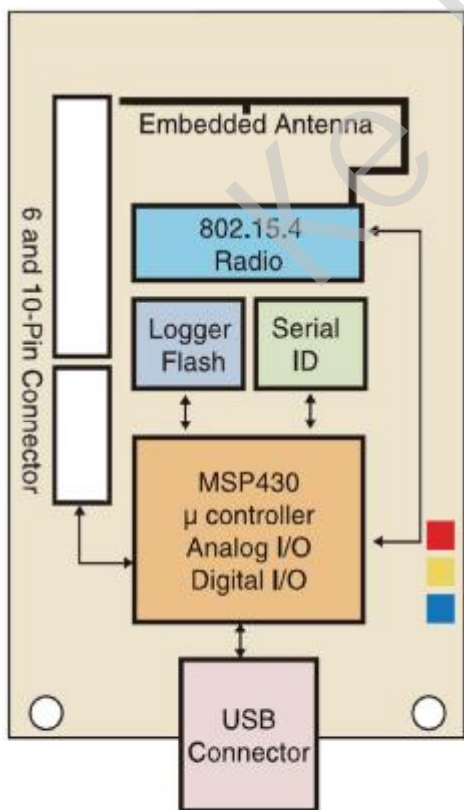 Embedded Antenna
6 and 10-Pin Connector
802.15.4
Radio
Logger
Flash
Serial
ID
MSP430
µ controller
Analog I/O
Digital I/O
USB
Connector